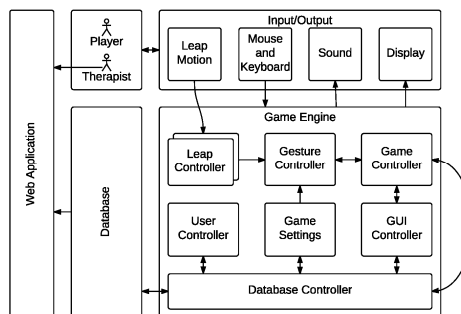 Input/Output
Player
Therapist
Leap
Motion
Mouse
and
Keyboard
Sound
Display
Web Application
Database
Game Engine
Leap
Controller
Gesture
Controller
Game
Controller
User
Controller
Game
Settings
GUI
Controller
Database Controller